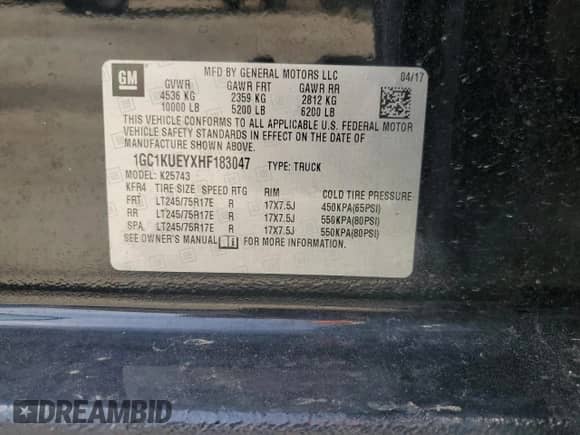 GM
MFD BY GENERAL MOTORS LLC 04/17
GVWR GAWR FRT GAWR RR
4536 KG 2359 KG 2812 KG
10000 LB 5200 LB 6200 LB
THIS VEHICLE CONFORMS TO ALL APPLICABLE U.S. FEDERAL MOTOR
VEHICLE SAFETY STANDARDS IN EFFECT ON THE DATE OF
MANUFACTURE SHOWN ABOVE.
1GC1KUEYXHF183047 TYPE: TRUCK
MODEL: K25743
KFR4 TIRE SIZE SPEED RTG RIM COLD TIRE PRESSURE
FRT LT245/75R17E R 17X7.5J 450KPA(65PSI)
RR LT245/75R17E R 17X7.5J 550KPA(80PSI)
SPA LT245/75R17E R 17X7.5J 550KPA(80PSI)
SEE OWNER'S MANUAL FOR MORE INFORMATION.
DREAMBID